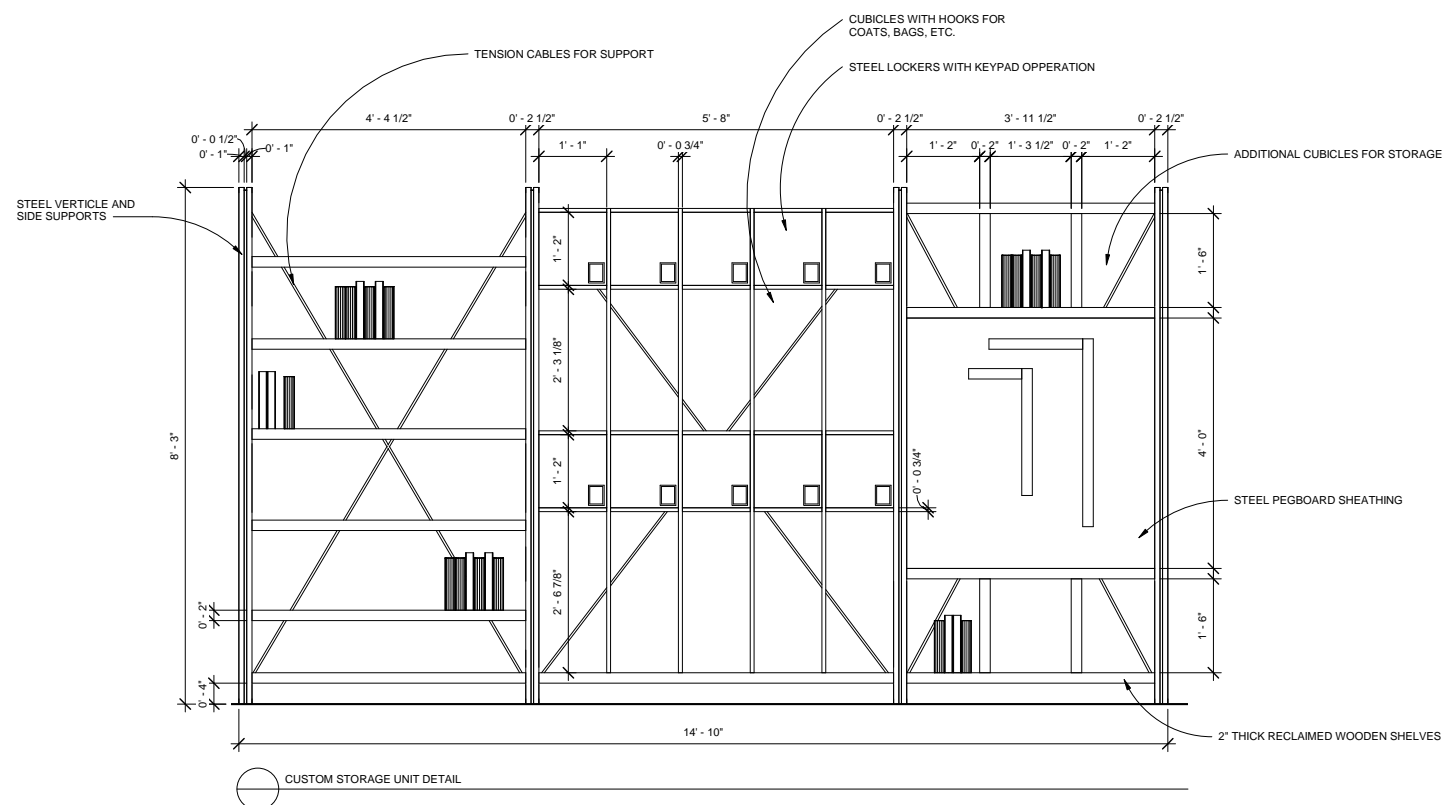 CUBICLES WITH HOOKS FOR
COATS, BAGS, ETC.
TENSION CABLES FOR SUPPORT
STEEL LOCKERS WITH KEYPAD OPPERATION
4' - 4 1/2"
0' - 2 1/2"
5' - 8"
0' - 2 1/2"
3' - 11 1/2"
0' - 2 1/2"
0' - 0 1/2"
0' - 1"
0' - 1"
1' - 1"
0' - 0 3/4"
1' - 2"
0' - 2"
1' - 3 1/2"
0' - 2"
1' - 2"
ADDITIONAL CUBICLES FOR STORAGE
STEEL VERTICLE AND
SIDE SUPPORTS
1' - 2"
1' - 6"
2' - 3 1/8"
8' - 3"
4' - 0"
1' - 2"
0' - 0 3/4"
STEEL PEGBOARD SHEATHING
2' - 6 7/8"
0' - 2"
1' - 6"
0' - 4"
14' - 10"
2" THICK RECLAIMED WOODEN SHELVES
CUSTOM STORAGE UNIT DETAIL